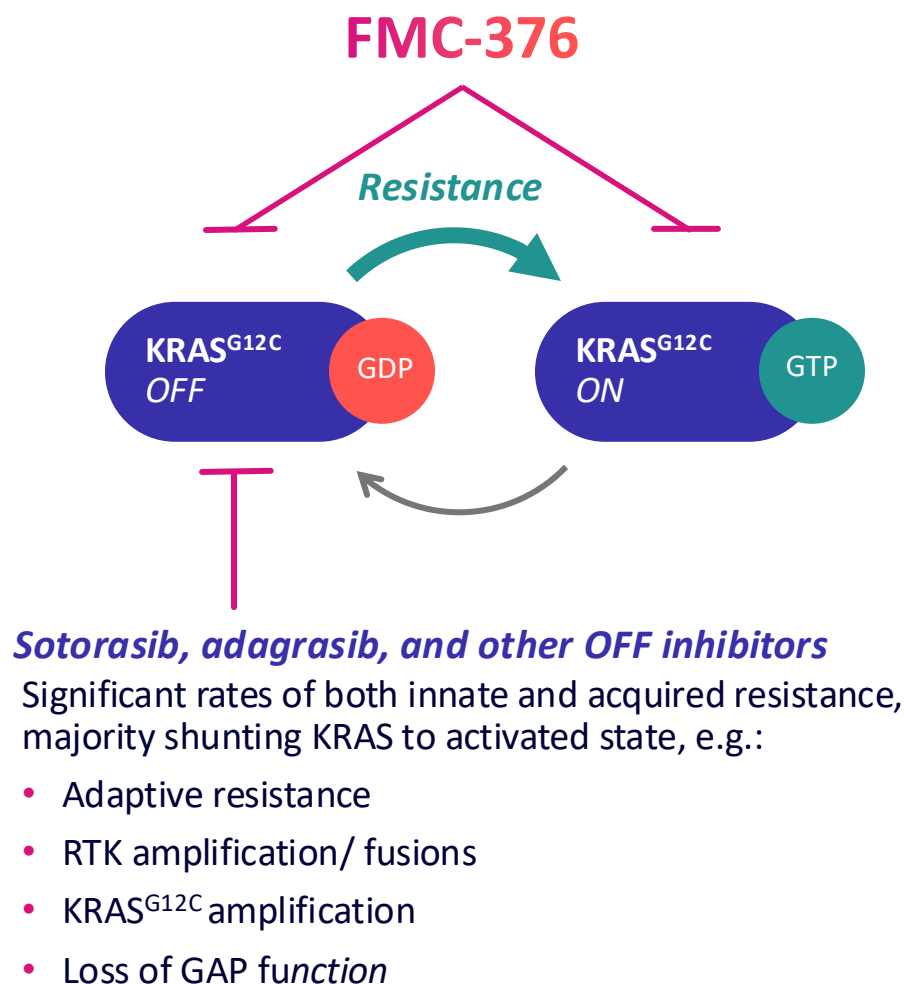 FMC-376
Resistance
KRASG12C
OFF
GDP
KRASG12C
ON
GTP
Sotorasib, adagrasib, and other OFF inhibitors
Significant rates of both innate and acquired resistance,
majority shunting KRAS to activated state, e.g.:
• Adaptive resistance
• RTK amplification/ fusions
• KRASG12C amplification
• Loss of GAP function